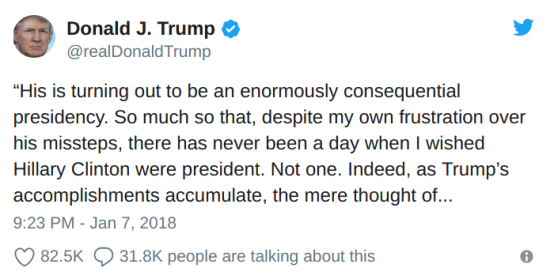 Donald J. Trump
@realDonaldTrump
“His is turning out to be an enormously consequential
presidency. So much so that, despite my own frustration over
his missteps, there has never been a day when I wished
Hillary Clinton were president. Not one. Indeed, as Trump’s
accomplishments accumulate, the mere thought of...
9:23 PM - Jan 7, 2018
82.5K 31.8K people are talking about this